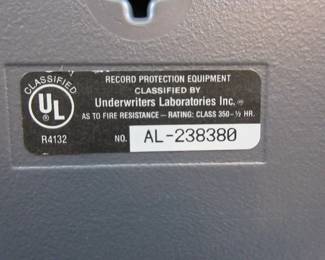 CLASSIFIED
UL
®
R4132
RECORD PROTECTION EQUIPMENT
CLASSIFIED BY
Underwriters Laboratories Inc.®
AS TO FIRE RESISTANCE – RATING: CLASS 350-½ HR.
NO. AL-238380